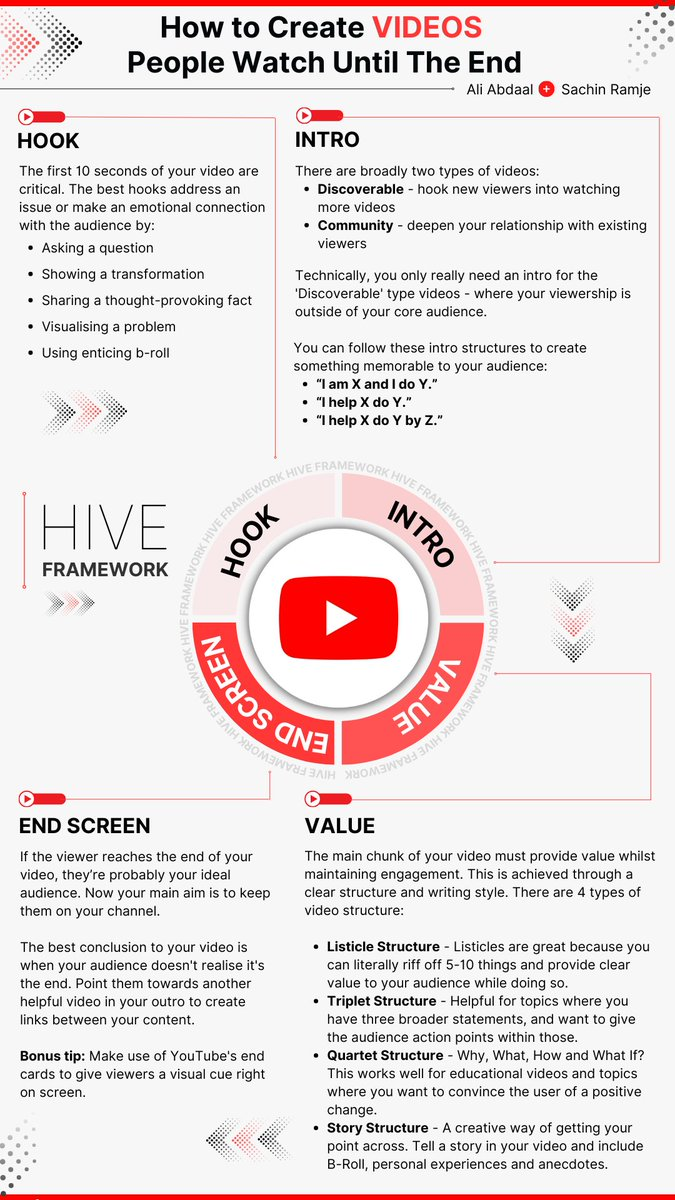 How to Create VIDEOS
People Watch Until The End
Ali Abdaal + Sachin Ramje
HOOK
The first 10 seconds of your video are
critical. The best hooks address an
issue or make an emotional connection
with the audience by:
• Asking a question
• Showing a transformation
• Sharing a thought-provoking fact
• Visualising a problem
• Using enticing b-roll
INTRO
There are broadly two types of videos:
• Discoverable - hook new viewers into watching
more videos
• Community - deepen your relationship with existing
viewers
Technically, you only really need an intro for the
'Discoverable' type videos - where your viewership is
outside of your core audience.
You can follow these intro structures to create
something memorable to your audience:
• “I am X and I do Y.”
• “I help X do Y.”
• “I help X do Y by Z.”
HIVE
FRAMEWORK
HIVE FRAMEWORK HIVE FRAMEWORK HIVE FRAMEWORK HIVE FRAMEWORK HIVE FRAMEWORK HIVE FRAMEWORK HIVE FRAMEWORK
HOOK
INTRO
END SCREEN
VALUE
HIVE FRAMEWORK HIVE FRAMEWORK
END SCREEN
If the viewer reaches the end of your
video, they’re probably your ideal
audience. Now your main aim is to keep
them on your channel.
The best conclusion to your video is
when your audience doesn't realise it's
the end. Point them towards another
helpful video in your outro to create
links between your content.
Bonus tip: Make use of YouTube's end
cards to give viewers a visual cue right
on screen.
VALUE
The main chunk of your video must provide value whilst
maintaining engagement. This is achieved through a
clear structure and writing style. There are 4 types of
video structure:
• Listicle Structure - Listicles are great because you
can literally riff off 5-10 things and provide clear
value to your audience while doing so.
• Triplet Structure - Helpful for topics where you
have three broader statements, and want to give
the audience action points within those.
• Quartet Structure - Why, What, How and What If?
This works well for educational videos and topics
where you want to convince the user of a positive
change.
• Story Structure - A creative way of getting your
point across. Tell a story in your video and include
B-Roll, personal experiences and anecdotes.